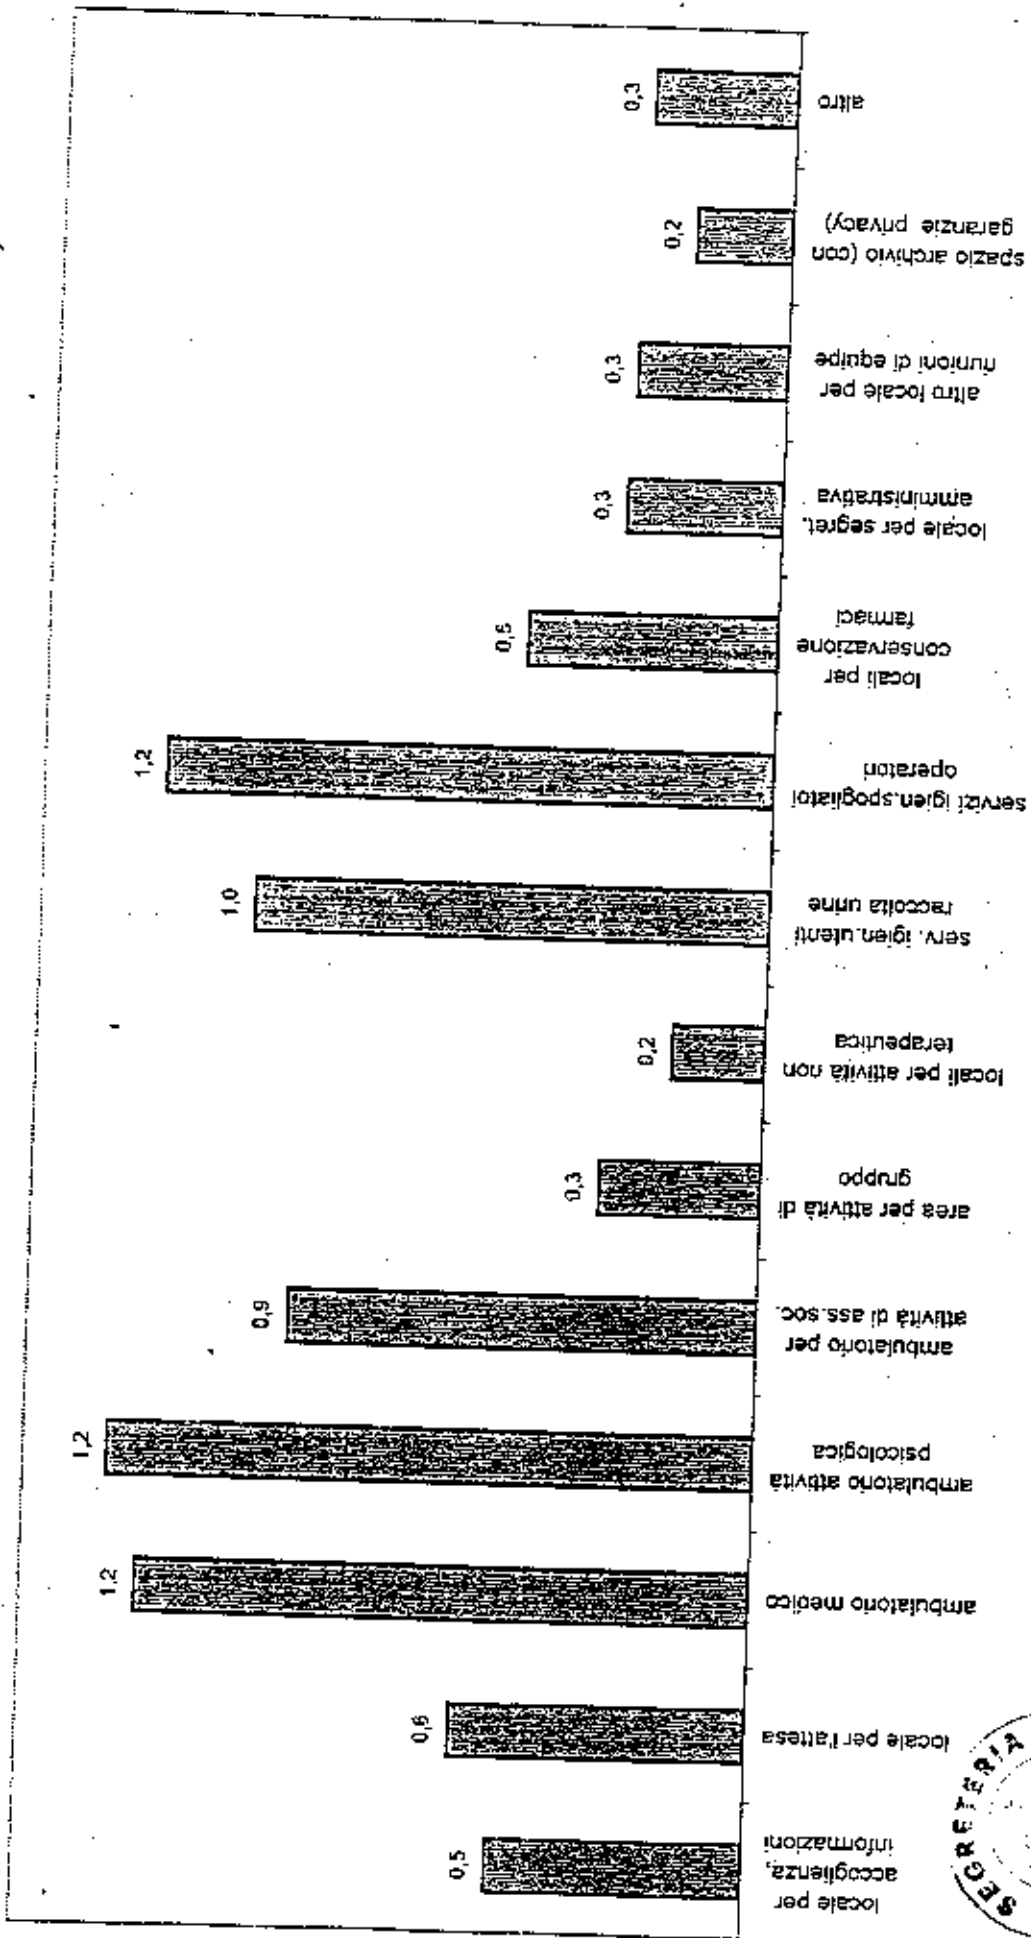 0,5
0,6
1,2
1,2
0,9
0,3
0,2
1,0
1,2
0,5
0,3
0,3
0,2
0,3
locale per
accoglienza,
informazioni
locale per l'attesa
ambulatorio medico
ambulatorio attività
psicologica
ambulatorio per
attività di ass.soc.
area per attività di
gruppo
locali per attività non
terapeutica
serv. igien.utenti
raccolta urine
servizi igien.spogliatoi
operatori
locali per
conservazione
farmaci
locale per segret.
amministrativa
altro locale per
riunioni di equipe
spazio archivio (con
garanzie privacy)
altro
SEGRETERIA